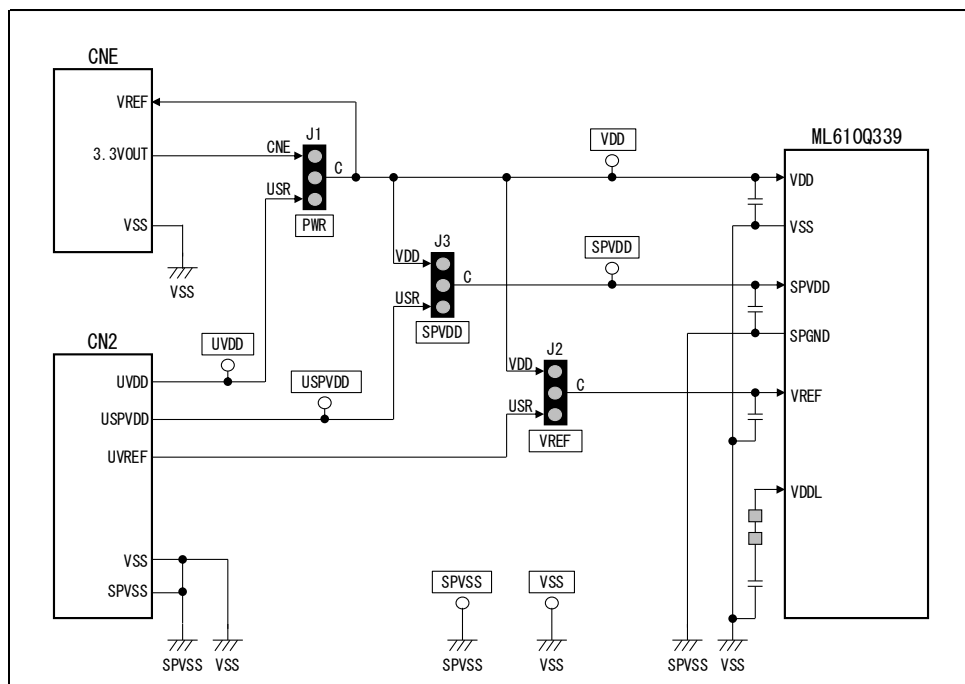 CNE
VREF
3.3VOUT
VSS
VSS
J1
CNE
C
USR
PWR
VDD
J3
VDD
C
USR
SPVDD
SPVDD
J2
VDD
C
USR
VREF
ML610Q339
VDD
VSS
SPVDD
SPGND
VREF
VDDL
CN2
UVDD
USPVDD
UVREF
VSS
SPVSS
UVDD
USPVDD
SPVSS
VSS
SPVSS
VSS
SPVSS
VSS
SPVSS
VSS